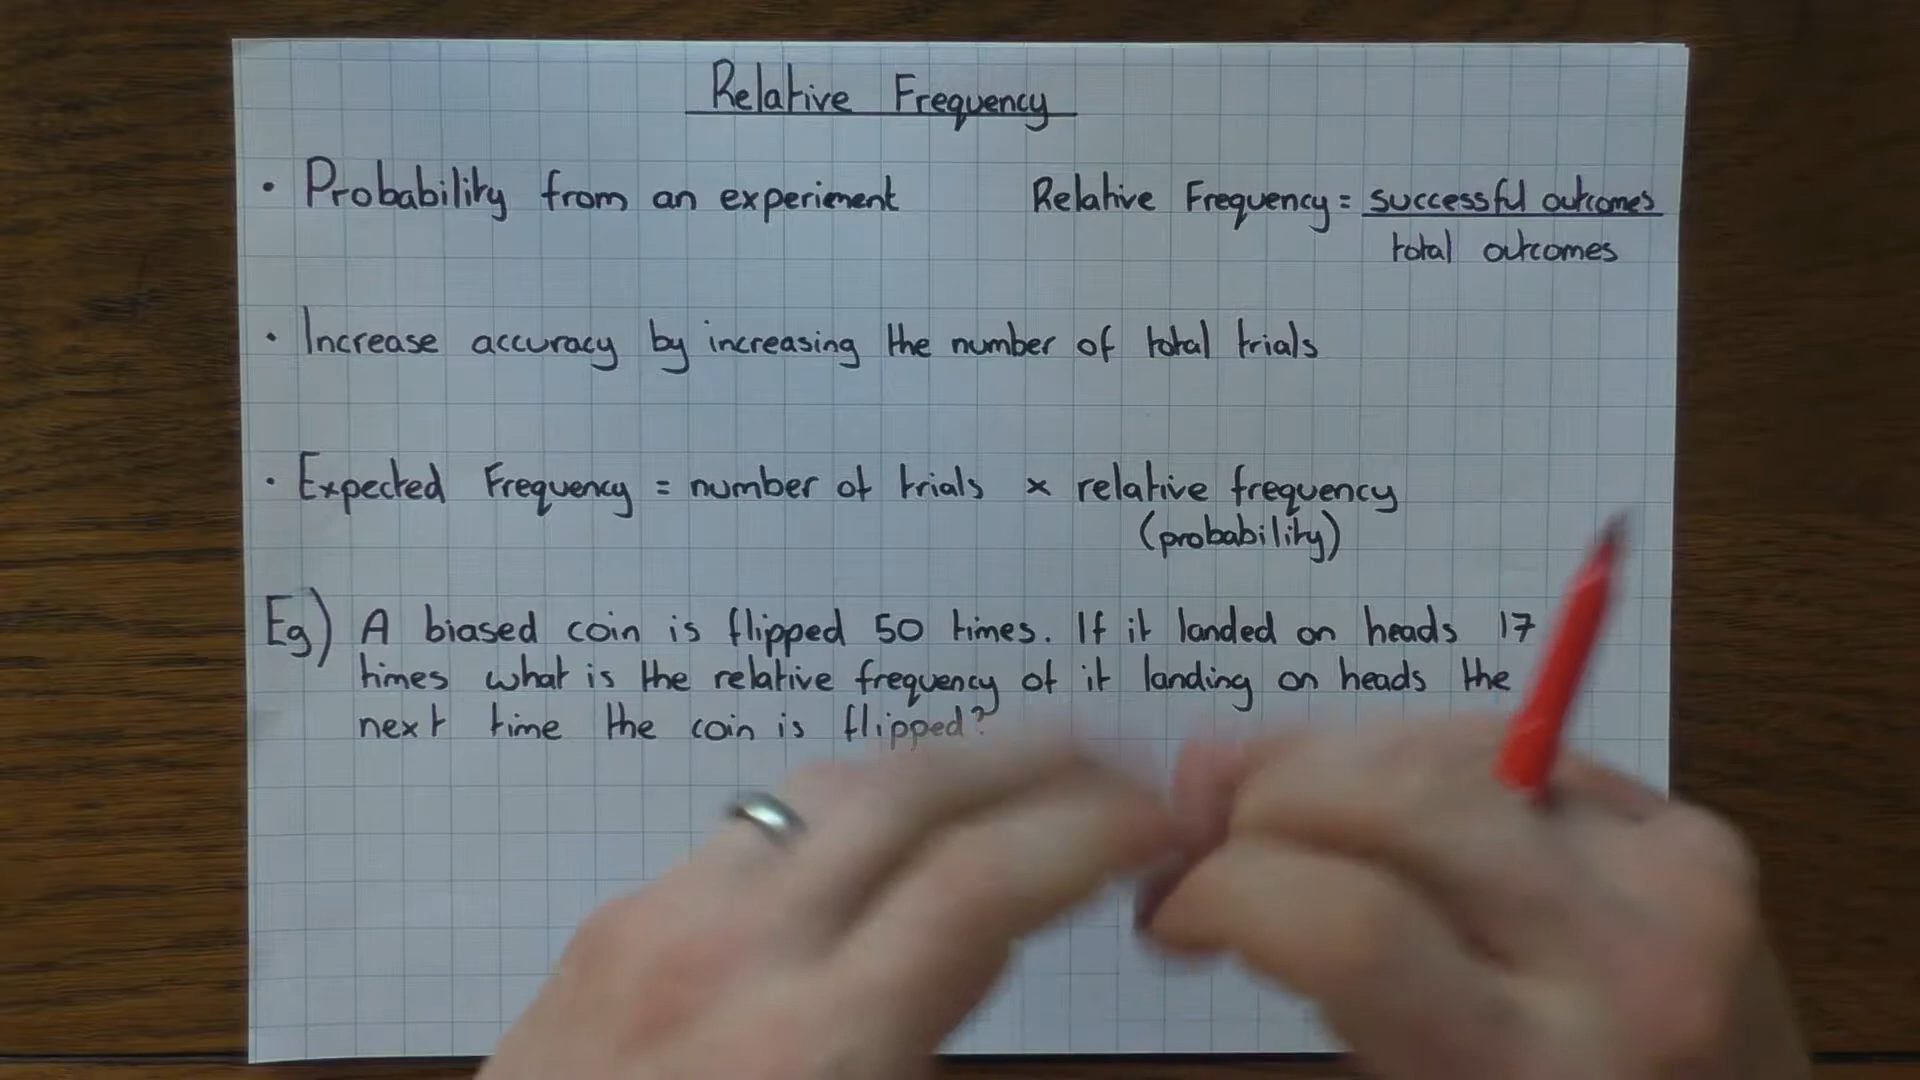 Relative Frequency
• Probability from an experiment Relative Frequency = successful outcomes
total outcomes
• Increase accuracy by increasing the number of total trials
• Expected Frequency = number of trials × relative frequency
(probability)
Eg) A biased coin is flipped 50 times. If it landed on heads 17
times what is the relative frequency of it landing on heads the
next time the coin is flipped?